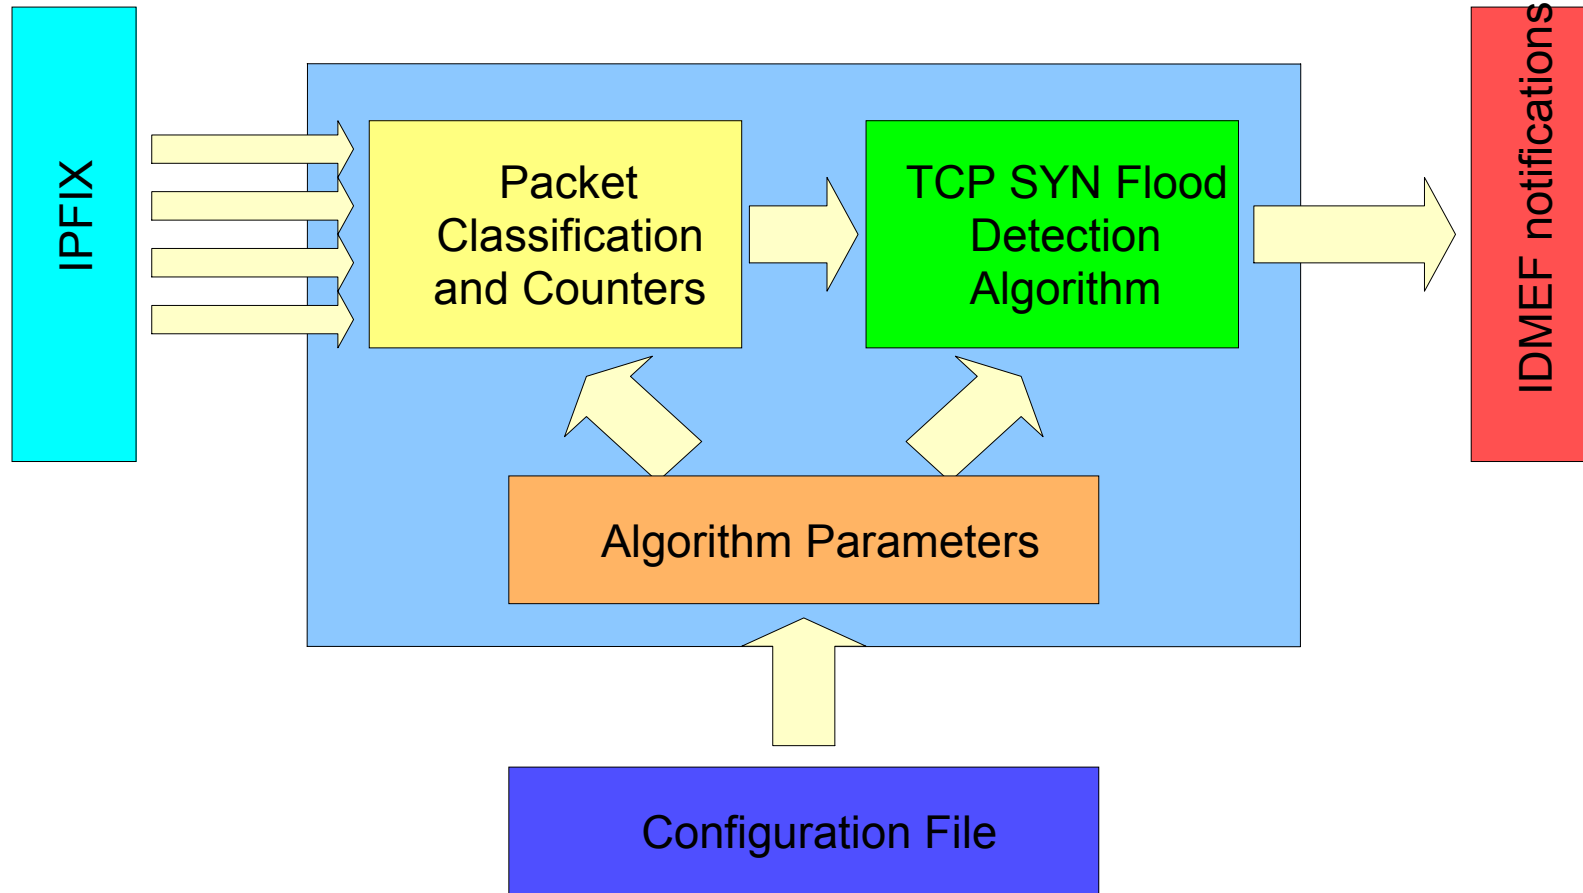 IPFIX
Packet
Classification
and Counters
TCP SYN Flood
Detection
Algorithm
IDMEF notifications
Algorithm Parameters
Configuration File